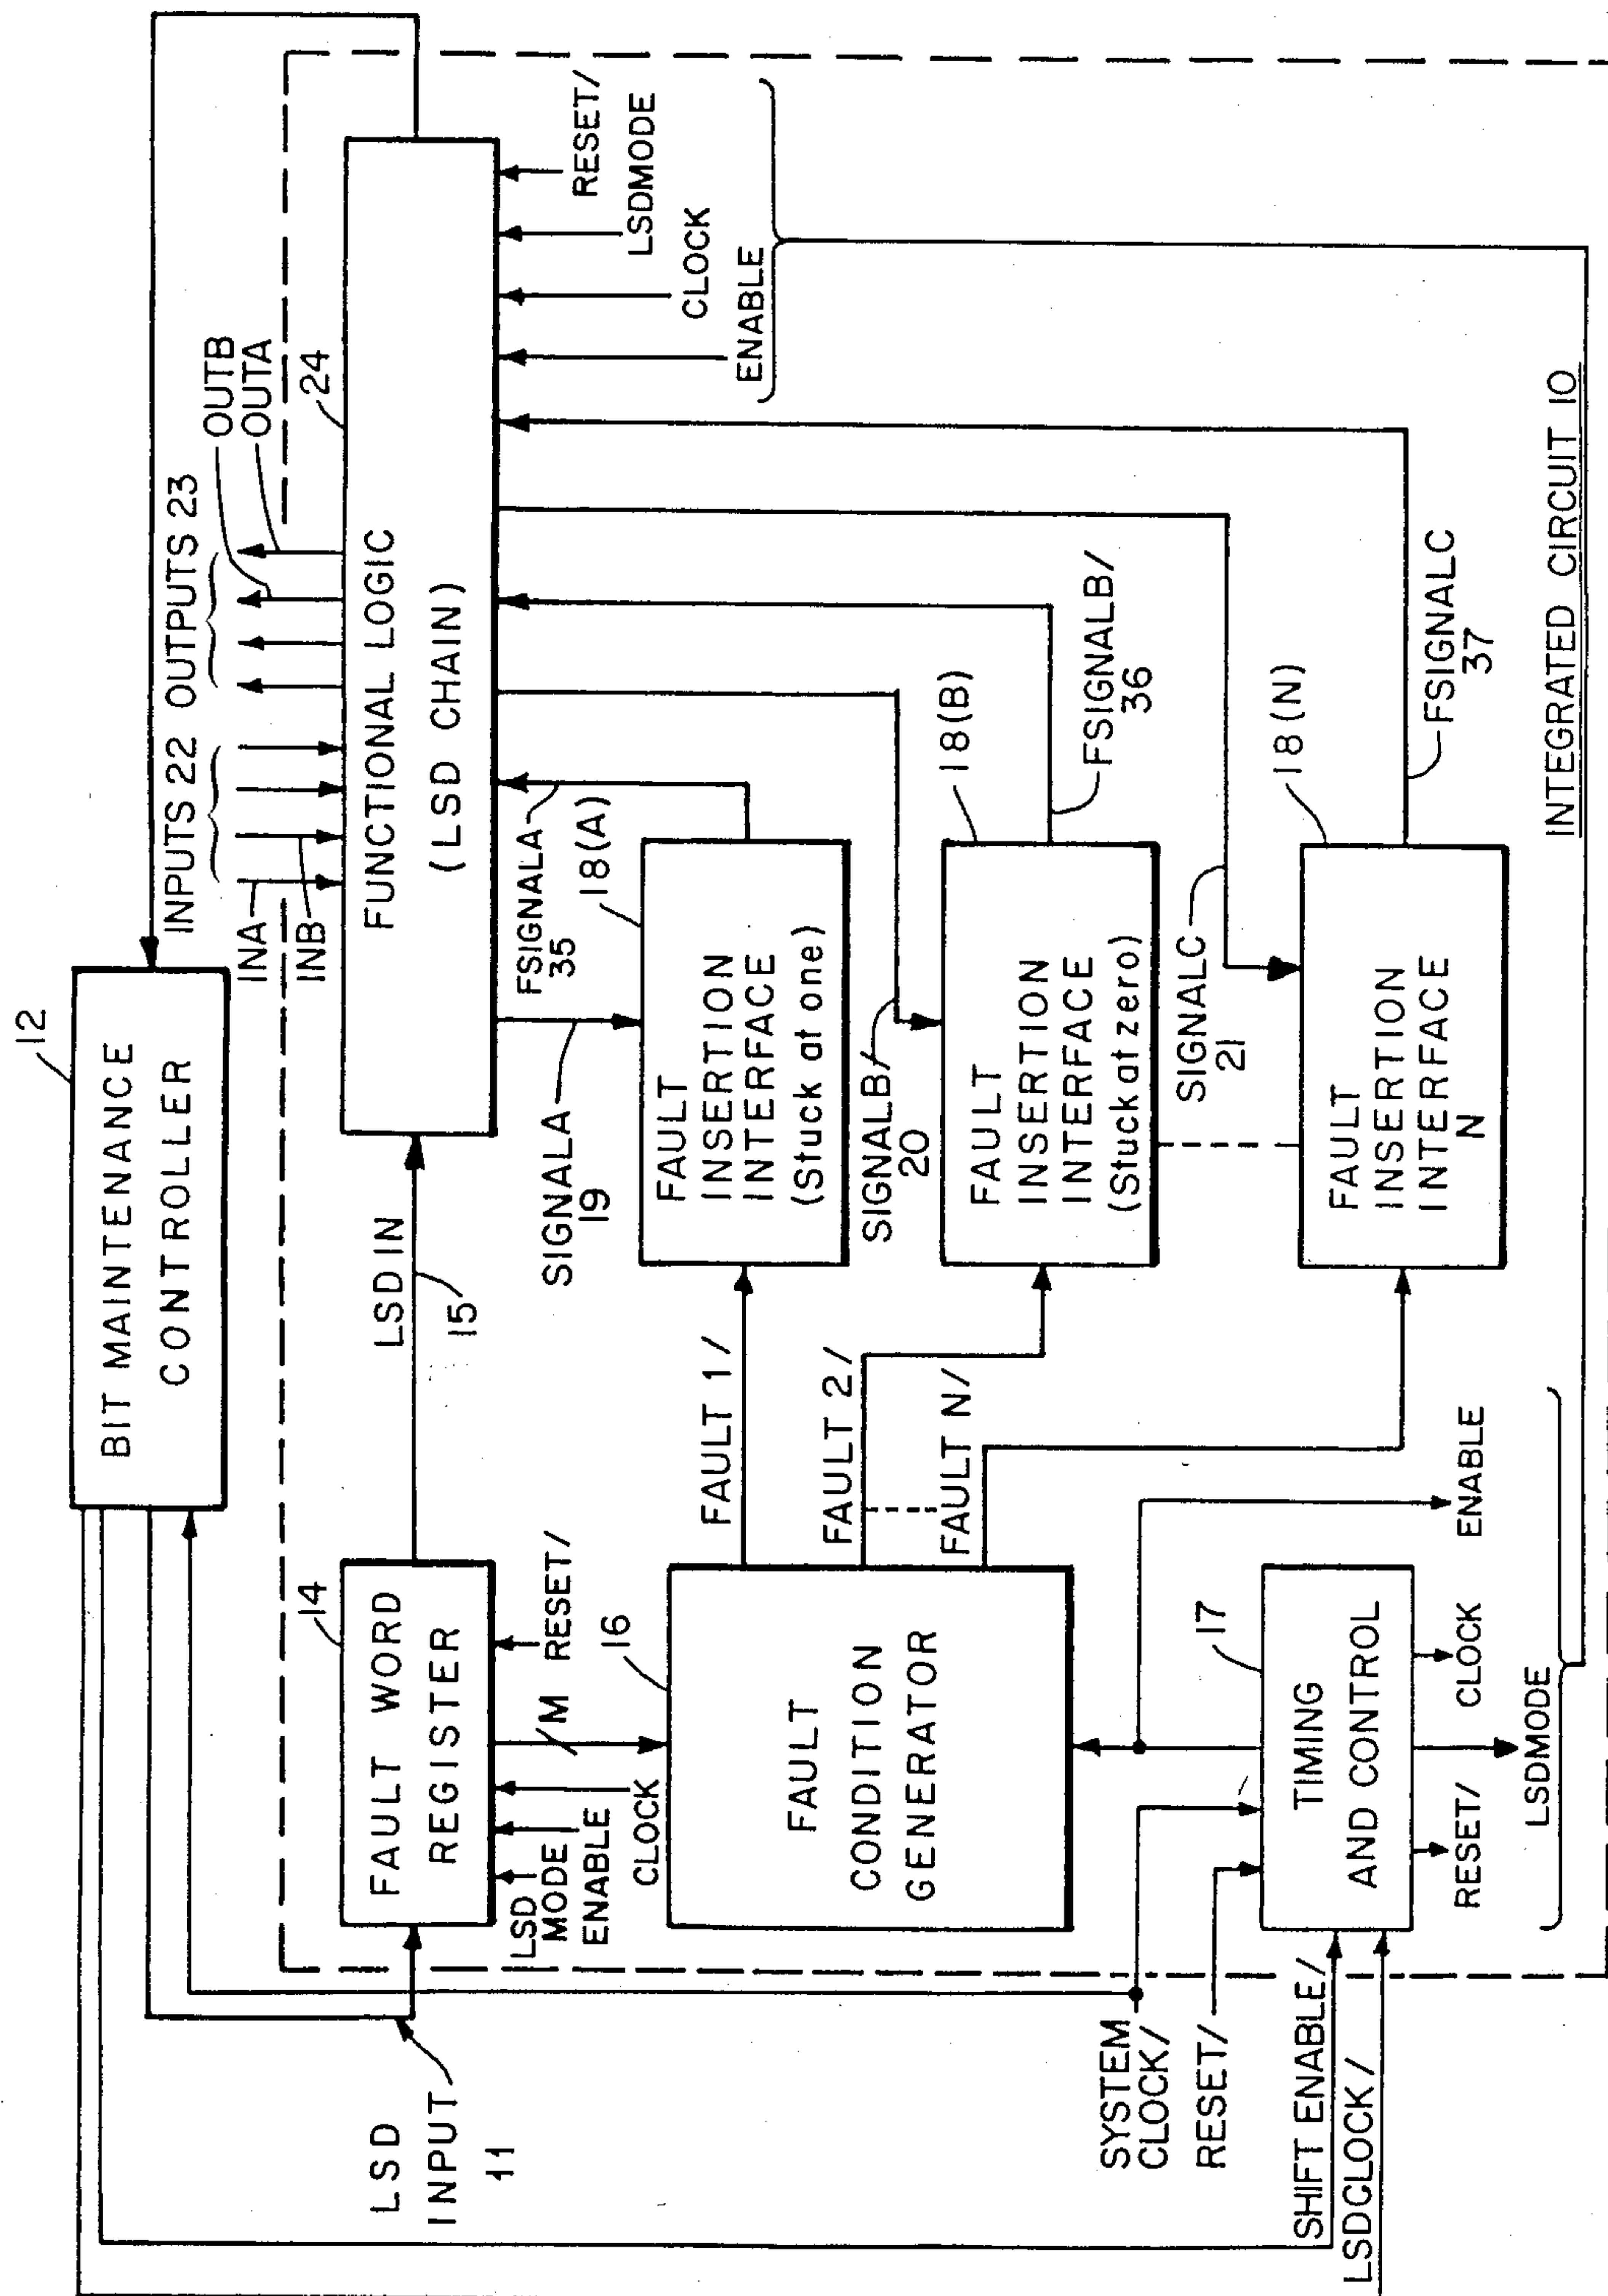 12
BIT MAINTENANCE
CONTROLLER
INPUTS 22
OUTPUTS 23
INA
INB
OUTB
OUTA
LSD
INPUT
11
14
FAULT WORD
REGISTER
LSD IN
15
24
FUNCTIONAL LOGIC
(LSD CHAIN)
LSD
MODE
ENABLE
CLOCK
M
RESET/
SIGNALA
19
FSIGNALA
35
ENABLE
CLOCK
LSDMODE
RESET/
16
FAULT
CONDITION
GENERATOR
FAULT 1/
FAULT 2/
FAULT N/
18(A)
FAULT
INSERTION
INTERFACE
(Stuck at one)
SIGNALB/
20
18(B)
FAULT
INSERTION
INTERFACE
(Stuck at zero)
FSIGNALB/
36
SIGNALC
21
18(N)
FAULT
INSERTION
INTERFACE
N
FSIGNALC
37
SYSTEM
CLOCK/
RESET/
SHIFT ENABLE/
LSDCLOCK/
17
TIMING
AND CONTROL
RESET/
LSDMODE
CLOCK
ENABLE
INTEGRATED CIRCUIT 10